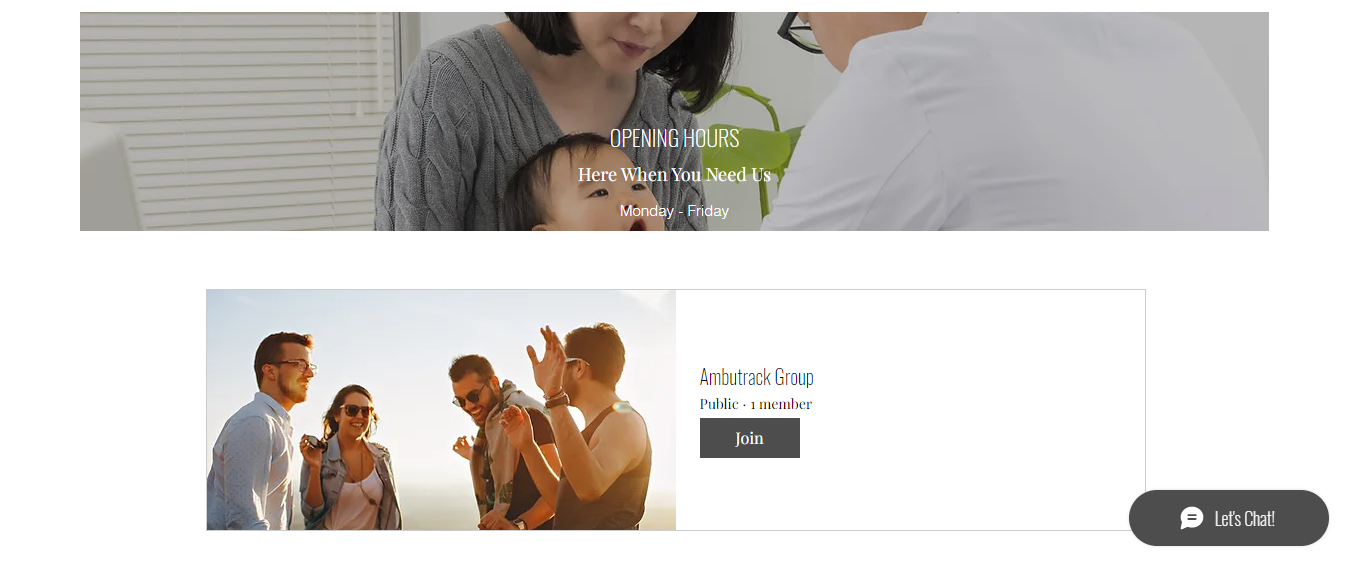 OPENING HOURS
Here When You Need Us
Monday - Friday
Ambutrack Group
Public · 1 member
Join
Let's Chat!